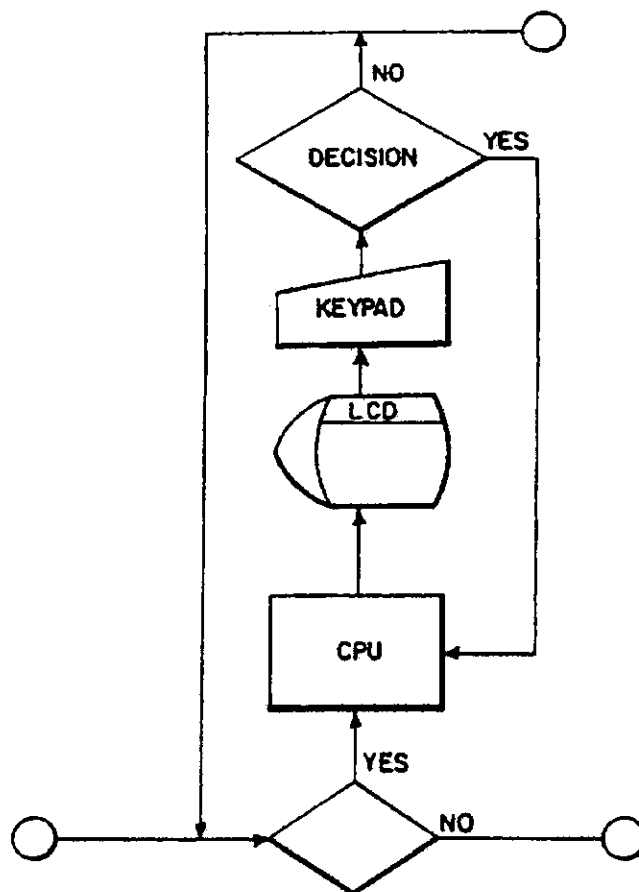 NO
DECISION
YES
KEYPAD
LCD
CPU
YES
NO